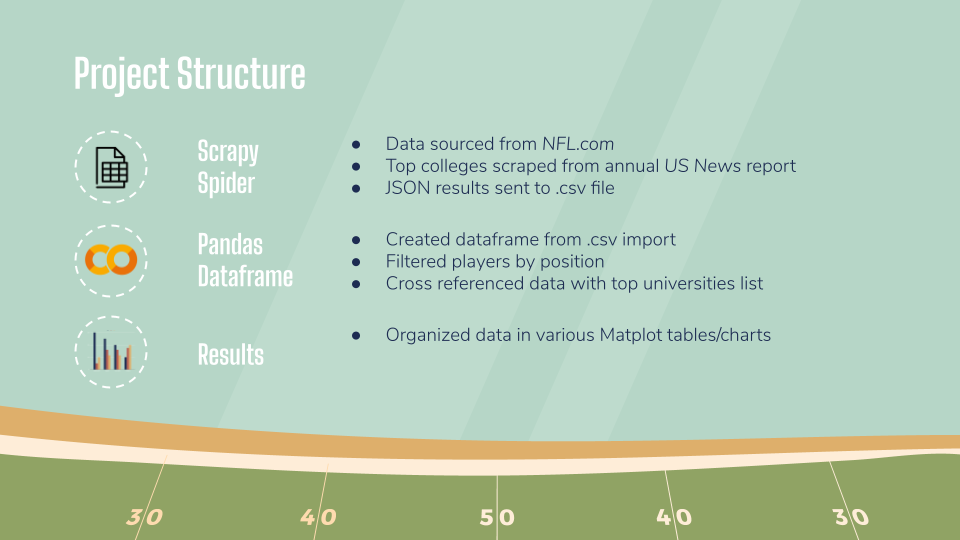 Project Structure
Scrapy
Spider
● Data sourced from NFL.com
● Top colleges scraped from annual US News report
● JSON results sent to .csv file
Pandas
Dataframe
● Created dataframe from .csv import
● Filtered players by position
● Cross referenced data with top universities list
Results
● Organized data in various Matplot tables/charts
30 40 50 40 30